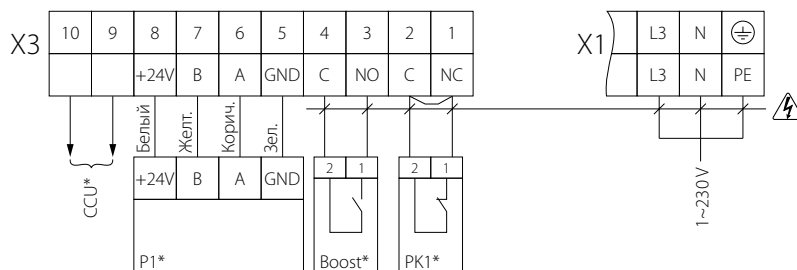 X3
10 9 8 7 6 5 4 3 2 1
+24V B A GND C NO C NC
X1
L3 N
L3 N PE
Белый
Желт.
Корич.
Зел.
CCU*
+24V B A GND
P1*
2 1
Boost*
2 1
PK1*
1~230 V